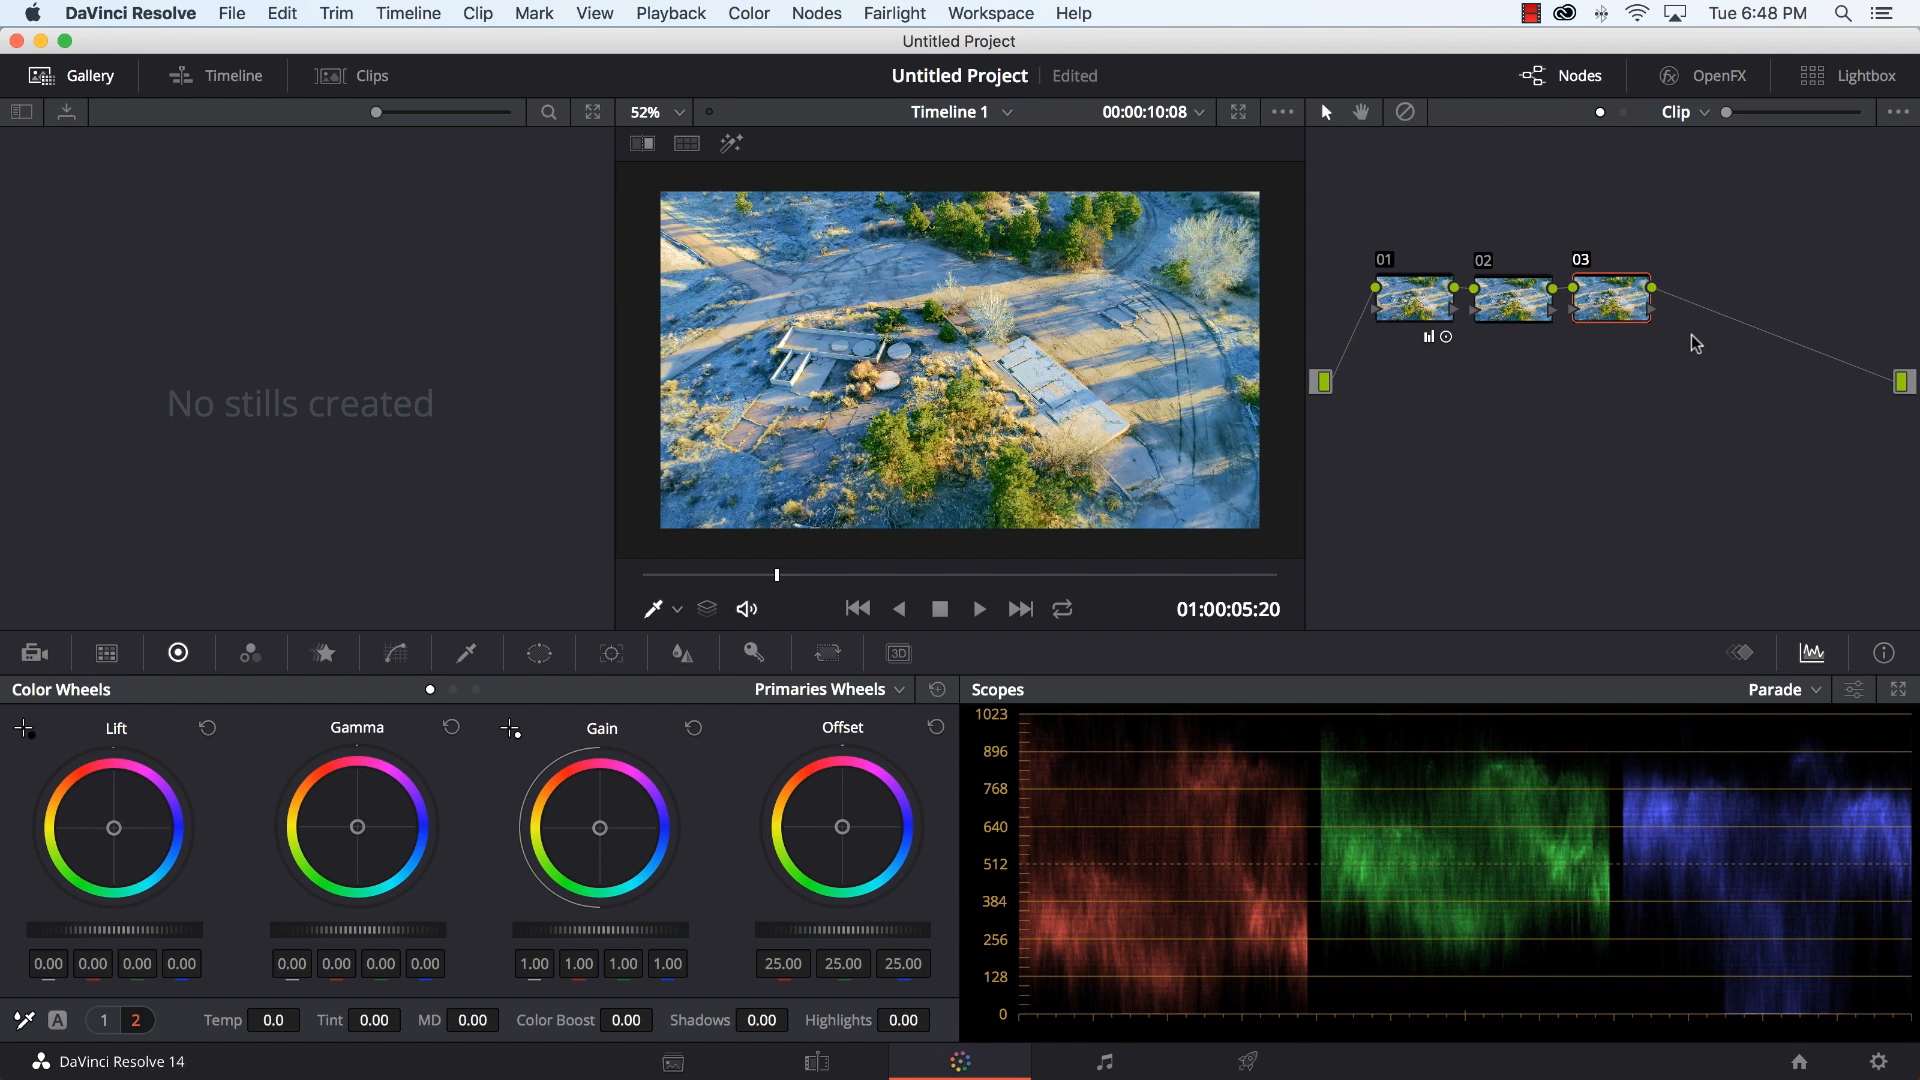 DaVinci Resolve File Edit Trim Timeline Clip Mark View Playback Color Nodes Fairlight Workspace Help Tue 6:48 PM
Untitled Project
Gallery Timeline Clips Untitled Project Edited Nodes OpenFX Lightbox
52% Timeline 1 00:00:10:08 Clip
01 02 03
No stills created
01:00:05:20
3D
Color Wheels Primaries Wheels Scopes Parade
Lift Gamma Gain Offset
1023
896
768
640
512
384
256
128
0
0.00 0.00 0.00 0.00 0.00 0.00 0.00 0.00 1.00 1.00 1.00 1.00 25.00 25.00 25.00
A 1 2 Temp 0.0 Tint 0.00 MD 0.00 Color Boost 0.00 Shadows 0.00 Highlights 0.00
DaVinci Resolve 14